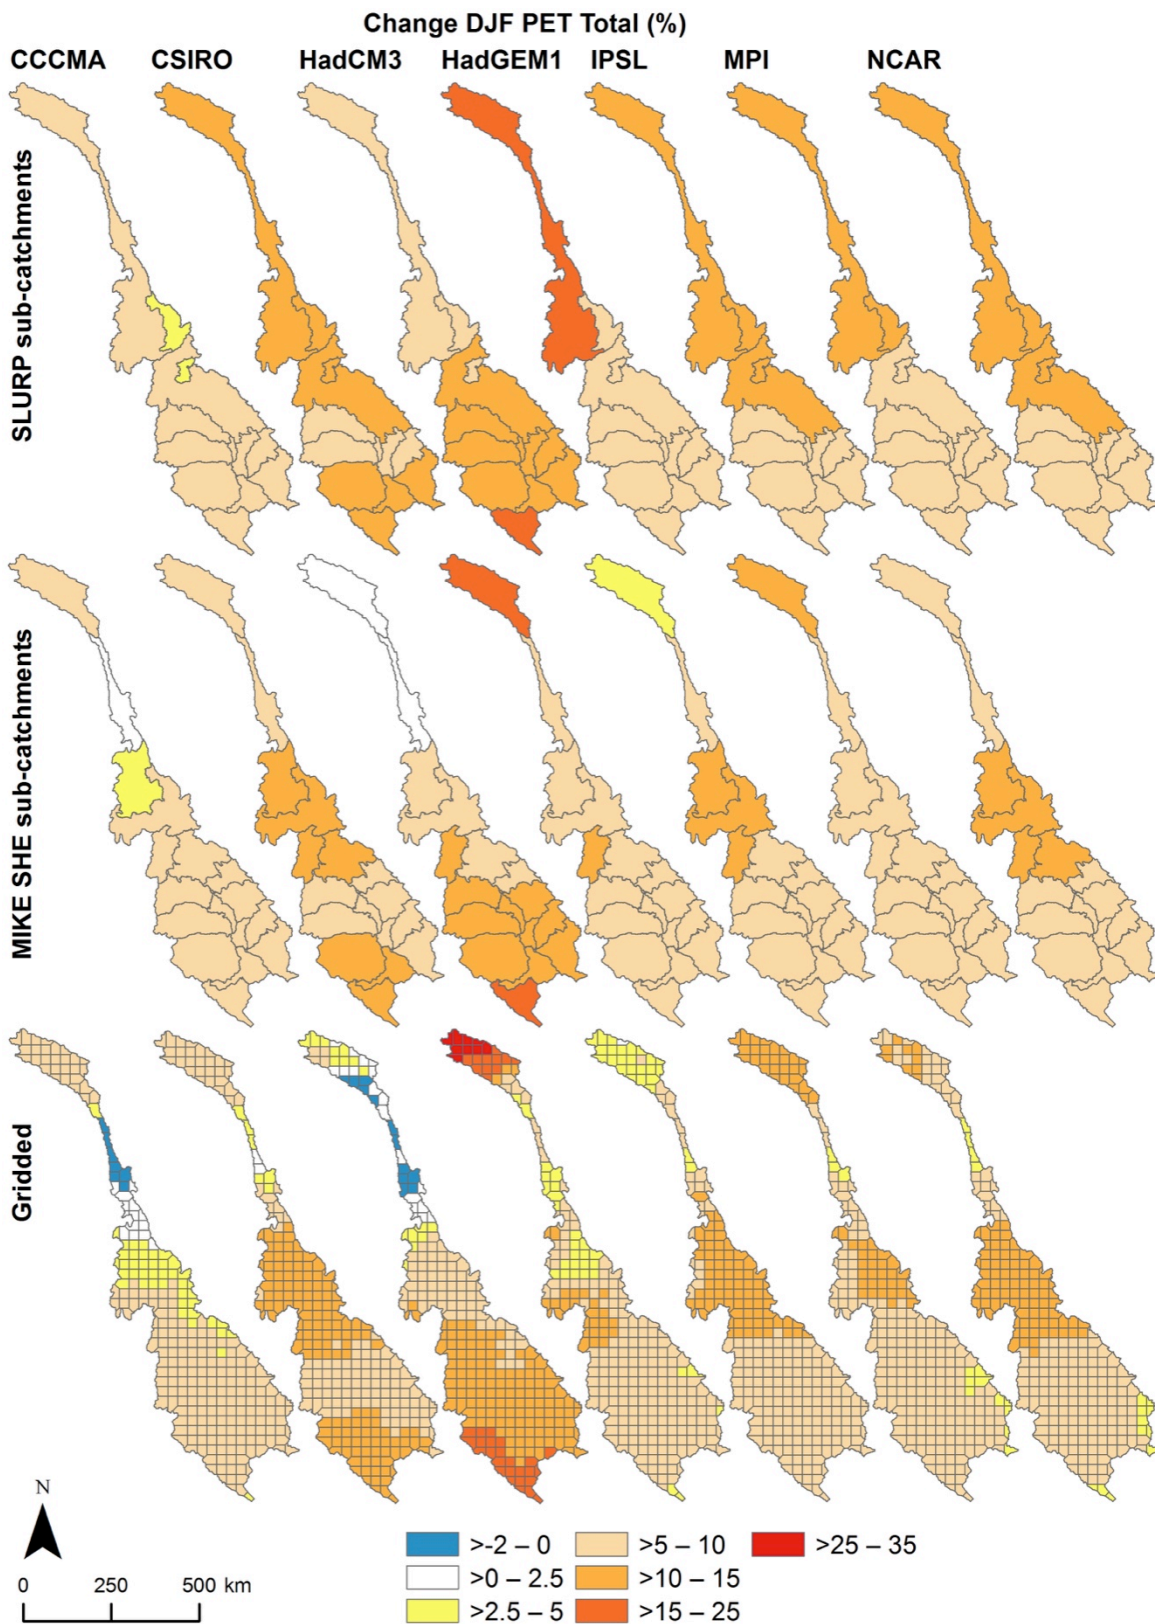 Change DJF PET Total (%)
CCCMA CSIRO HadCM3 HadGEM1 IPSL MPI NCAR
SLURP sub-catchments
MIKE SHE sub-catchments
Gridded
N
0 250 500 km
>-2 – 0 >5 – 10 >25 – 35
>0 – 2.5 >10 – 15
>2.5 – 5 >15 – 25